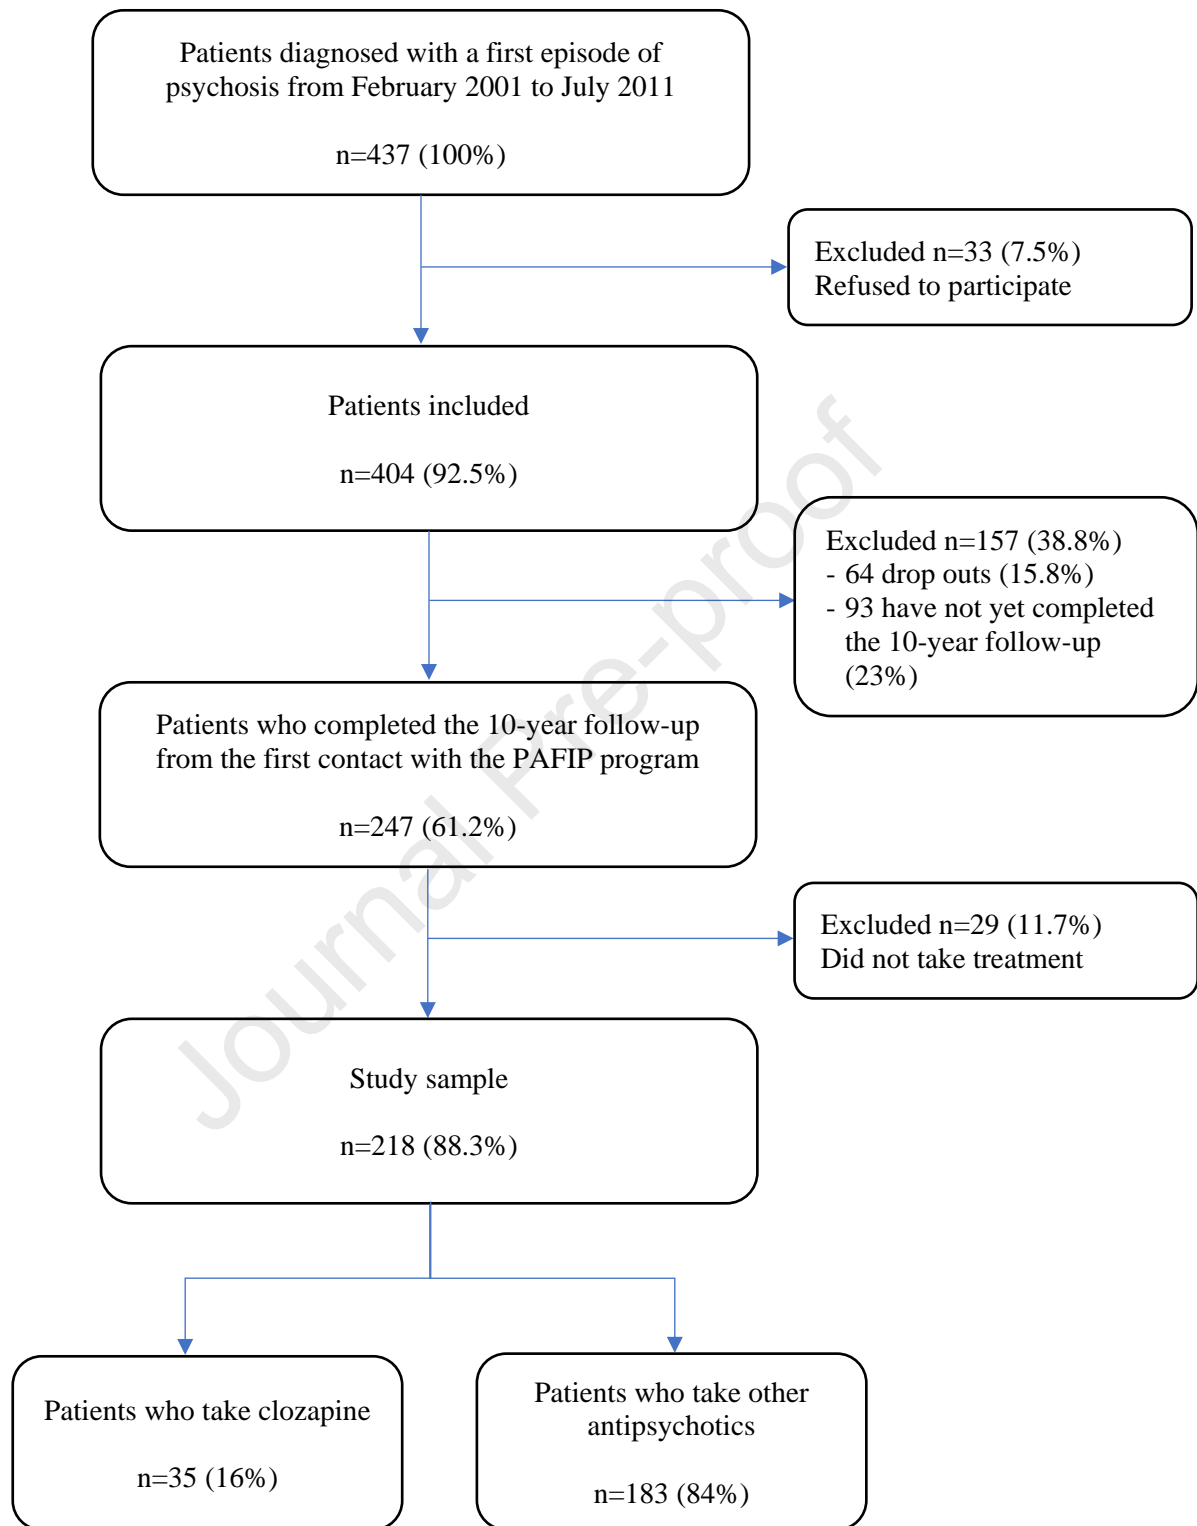 Patients diagnosed with a first episode of
psychosis from February 2001 to July 2011
n=437 (100%)
Excluded n=33 (7.5%)
Refused to participate
Patients included
n=404 (92.5%)
Excluded n=157 (38.8%)
- 64 drop outs (15.8%)
- 93 have not yet completed
the 10-year follow-up
(23%)
Patients who completed the 10-year follow-up
from the first contact with the PAFIP program
n=247 (61.2%)
Excluded n=29 (11.7%)
Did not take treatment
Study sample
n=218 (88.3%)
Patients who take clozapine
n=35 (16%)
Patients who take other
antipsychotics
n=183 (84%)
Journal Pre-proof